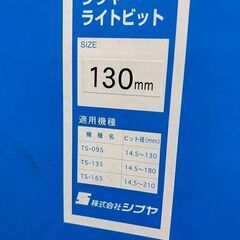 ライトビット
SIZE
130mm
適用機種
機種名 ビット径(mm)
TS-095 14.5~130
TS-135 14.5~180
TS-165 14.5~210
株式会社シブヤ